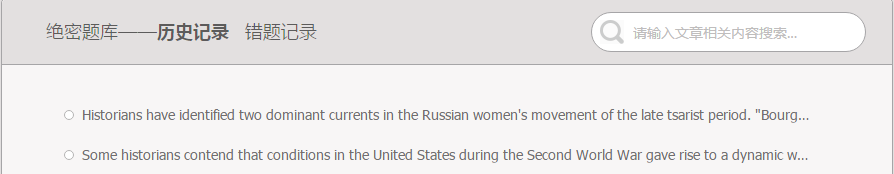 绝密题库——历史记录 错题记录
请输入文章相关内容搜索...
Historians have identified two dominant currents in the Russian women's movement of the late tsarist period. "Bourg...
Some historians contend that conditions in the United States during the Second World War gave rise to a dynamic w...